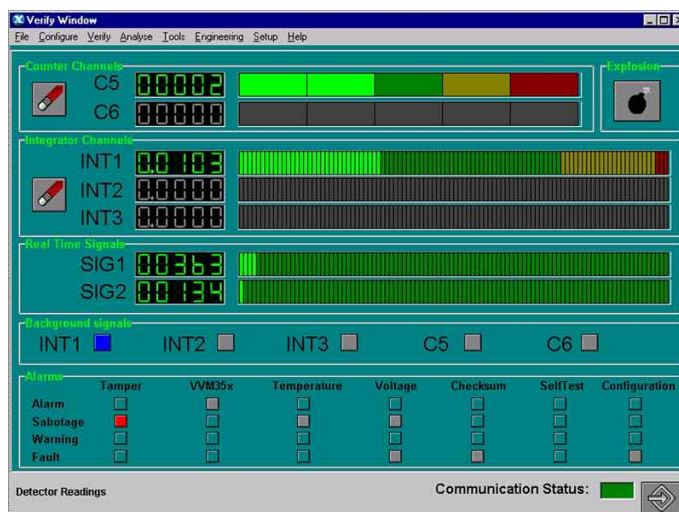 Verify Window
File Configure Verify Analyse Tools Engineering Setup Help
Counter Channels
Explosion
C5 00002
C6 00000
Integrator Channels
INT1 0.0103
INT2 0.0000
INT3 0.0000
Real Time Signals
SIG1 00363
SIG2 00134
Background signals
INT1 INT2 INT3 C5 C6
Alarms
Tamper VVM35x Temperature Voltage Checksum SelfTest Configuration
Alarm
Sabotage
Warning
Fault
Detector Readings
Communication Status: